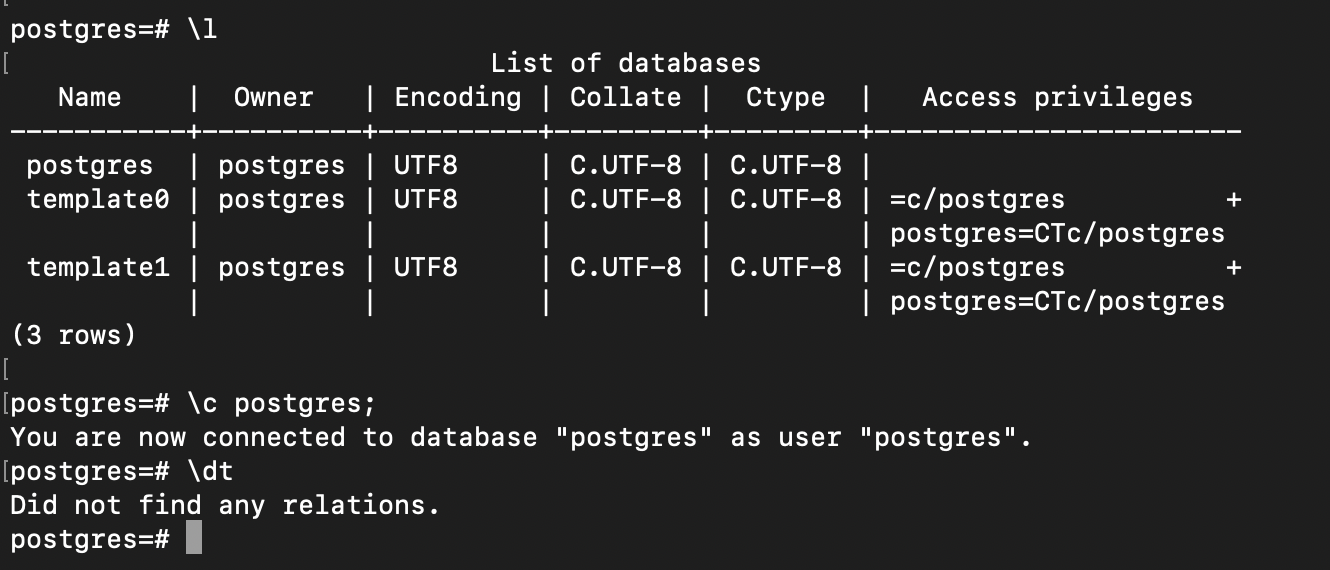 postgres=# \l
                              List of databases
   Name    |  Owner   | Encoding | Collate |  Ctype  |   Access privileges
-----------+----------+----------+---------+---------+-----------------------
 postgres  | postgres | UTF8     | C.UTF-8 | C.UTF-8 |
 template0 | postgres | UTF8     | C.UTF-8 | C.UTF-8 | =c/postgres          +
           |          |          |         |         | postgres=CTc/postgres
 template1 | postgres | UTF8     | C.UTF-8 | C.UTF-8 | =c/postgres          +
           |          |          |         |         | postgres=CTc/postgres
(3 rows)

postgres=# \c postgres;
You are now connected to database "postgres" as user "postgres".
postgres=# \dt
Did not find any relations.
postgres=#